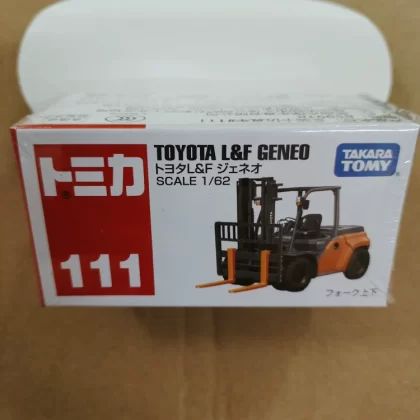 トミカ
111
TOYOTA L&F GENEO
トヨタL&F ジェネオ
SCALE 1/62
TAKARA
TOMY
フォーク上下